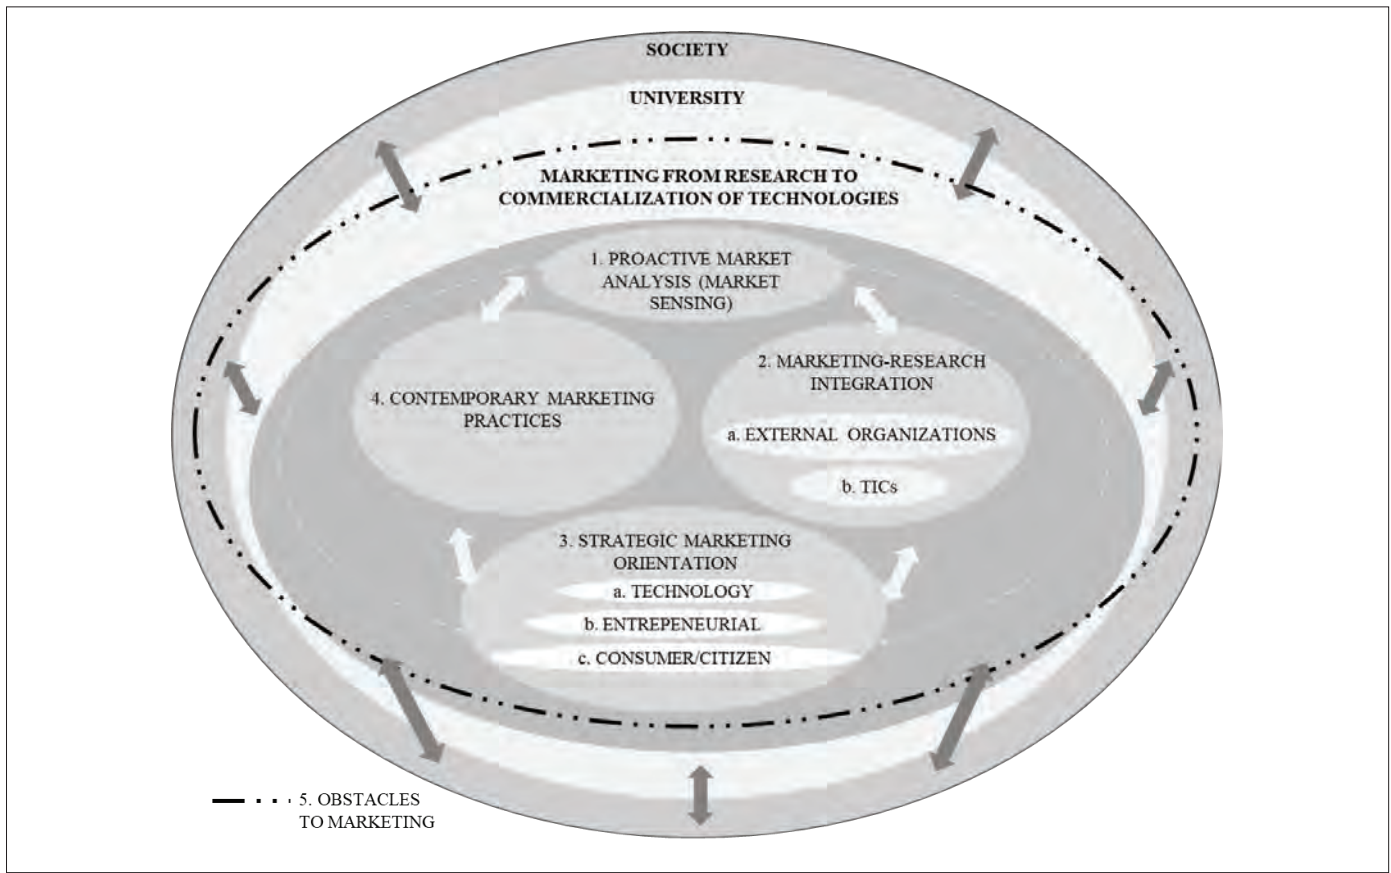 SOCIETY
UNIVERSITY
MARKETING FROM RESEARCH TO
COMMERCIALIZATION OF TECHNOLOGIES
1. PROACTIVE MARKET
ANALYSIS (MARKET
SENSING)
2. MARKETING-RESEARCH
INTEGRATION
a. EXTERNAL ORGANIZATIONS
b. TICs
4. CONTEMPORARY MARKETING
PRACTICES
3. STRATEGIC MARKETING
ORIENTATION
a. TECHNOLOGY
b. ENTREPENEURIAL
c. CONSUMER/CITIZEN
5. OBSTACLES
TO MARKETING